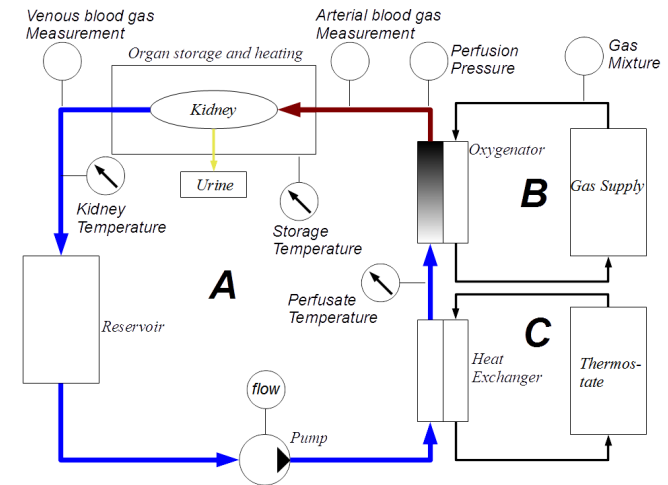 Venous blood gas
Measurement
Organ storage and heating
Arterial blood gas
Measurement
Perfusion
Pressure
Gas
Mixture
Kidney
Urine
Oxygenator
B
Gas Supply
Kidney
Temperature
Storage
Temperature
A
Perfusate
Temperature
Reservoir
C
Heat
Exchanger
Thermos-
tate
flow
Pump